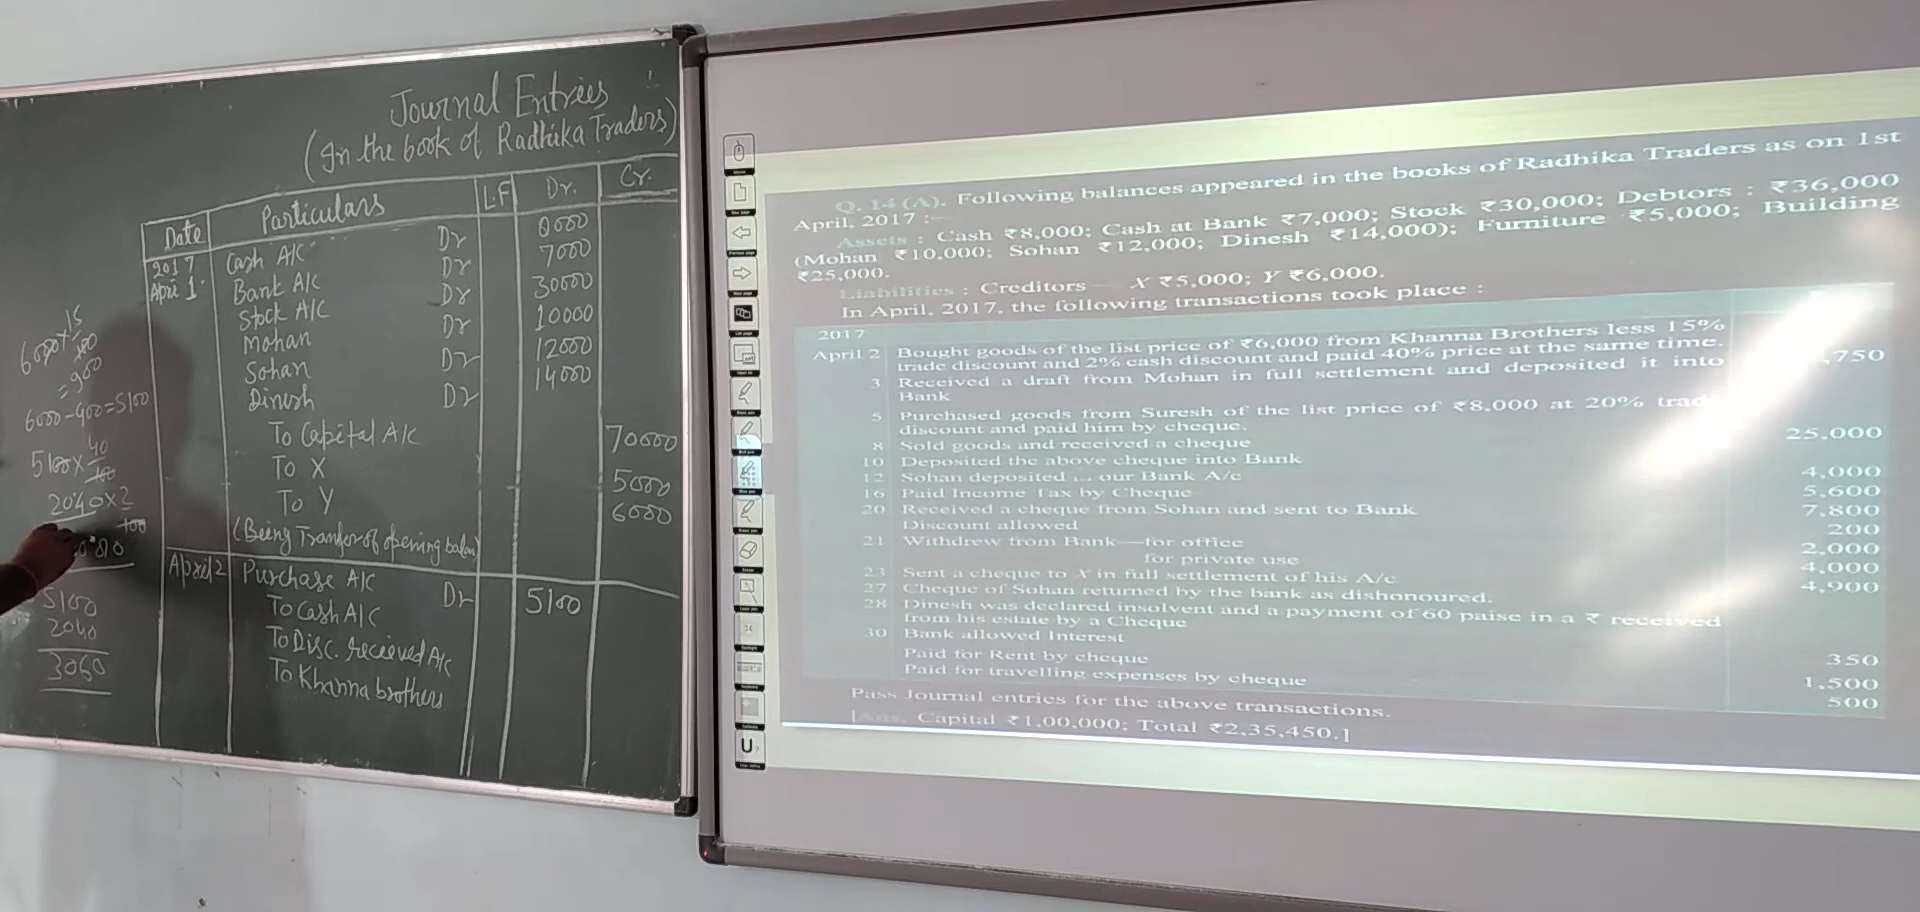 Journal Entries
(In the book of Radhika Traders)
Date Particulars L.F Dr. Cr.
2017
April 1.
Cash A/c Dr 8000
Bank A/c Dr 7000
Stock A/c Dr 30000
Mohan Dr 10000
Sohan Dr 12000
Dinesh Dr 14000
To Capital A/c 70000
To X 5000
To Y 6000
April 2 Purchase A/c Dr 5100
To Cash A/c
To Disc. recieved A/c
To Khanna brothers
6000 × 15
100
= 900
6000 - 900 = 5100
5100 × 40
100
2040 × 2
100
5100
2040
3060
Q. 14 (A). Following balances appeared in the books of Radhika Traders as on 1st
April, 2017 :—
Assets : Cash ₹8,000; Cash at Bank ₹7,000; Stock ₹30,000; Debtors : ₹36,000
(Mohan ₹10,000; Sohan ₹12,000; Dinesh ₹14,000); Furniture ₹5,000; Building
₹25,000.
Liabilities : Creditors — X ₹5,000; Y ₹6,000.
In April, 2017, the following transactions took place :
2017
April 2 Bought goods of the list price of ₹6,000 from Khanna Brothers less 15%
trade discount and 2% cash discount and paid 40% price at the same time.
3 Received a draft from Mohan in full settlement and deposited it into
Bank ,750
5 Purchased goods from Suresh of the list price of ₹8,000 at 20% trad
discount and paid him by cheque.
8 Sold goods and received a cheque 25,000
10 Deposited the above cheque into Bank
12 Sohan deposited our Bank A/c 4,000
16 Paid Income Tax by Cheque 5,600
20 Received a cheque from Sohan and sent to Bank 7,800
Discount allowed 200
21 Withdrew from Bank—for office 2,000
for private use 4,000
23 Sent a cheque to X in full settlement of his A/c 4,900
27 Cheque of Sohan returned by the bank as dishonoured.
28 Dinesh was declared insolvent and a payment of 60 paise in a ₹ received
from his estate by a Cheque
30 Bank allowed Interest 350
Paid for Rent by cheque 1,500
Paid for travelling expenses by cheque 500
Pass Journal entries for the above transactions.
[Ans. Capital ₹1,00,000; Total ₹2,35,450.]